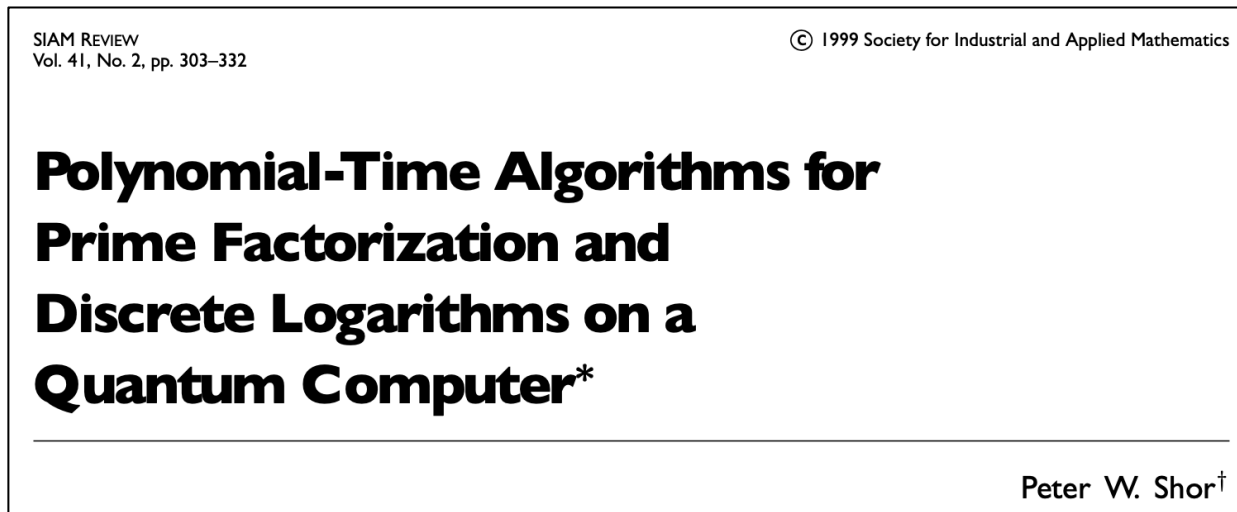 SIAM REVIEW
Vol. 41, No. 2, pp. 303–332
© 1999 Society for Industrial and Applied Mathematics
Polynomial-Time Algorithms for
Prime Factorization and
Discrete Logarithms on a
Quantum Computer*
Peter W. Shor†